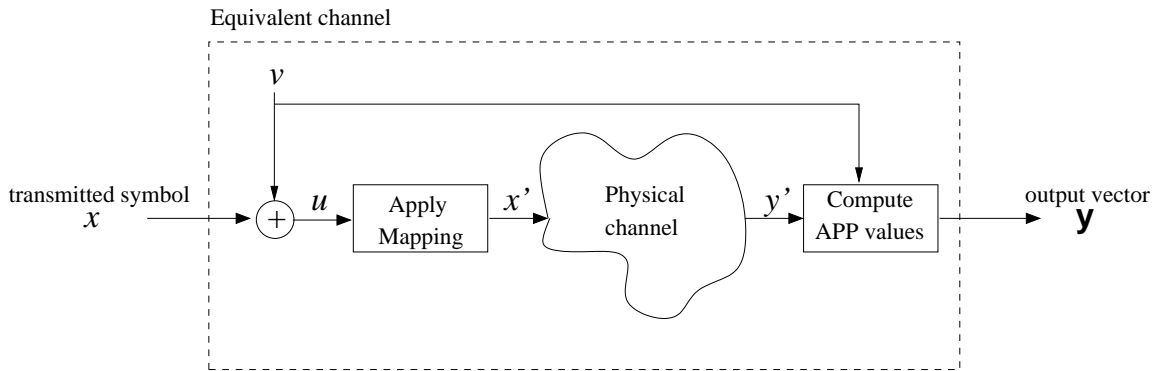 Equivalent channel
v
transmitted symbol
x
+
u
Apply
Mapping
x'
Physical
channel
y'
Compute
APP values
output vector
y